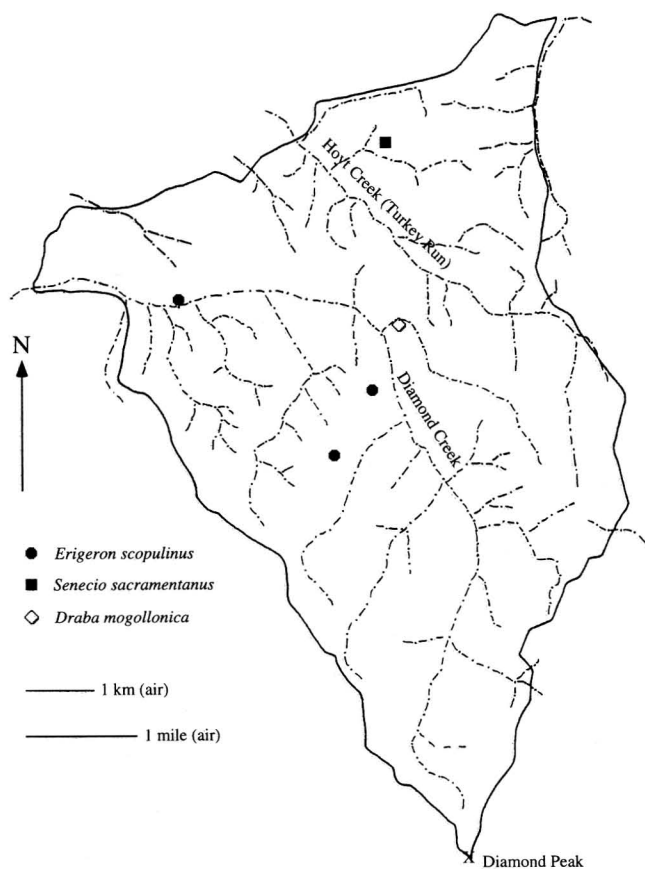 Hoyt Creek (Turkey Run)
N
Diamond Creek
Erigeron scopulinus
Senecio sacramentanus
Draba mogollonica
1 km (air)
1 mile (air)
X Diamond Peak